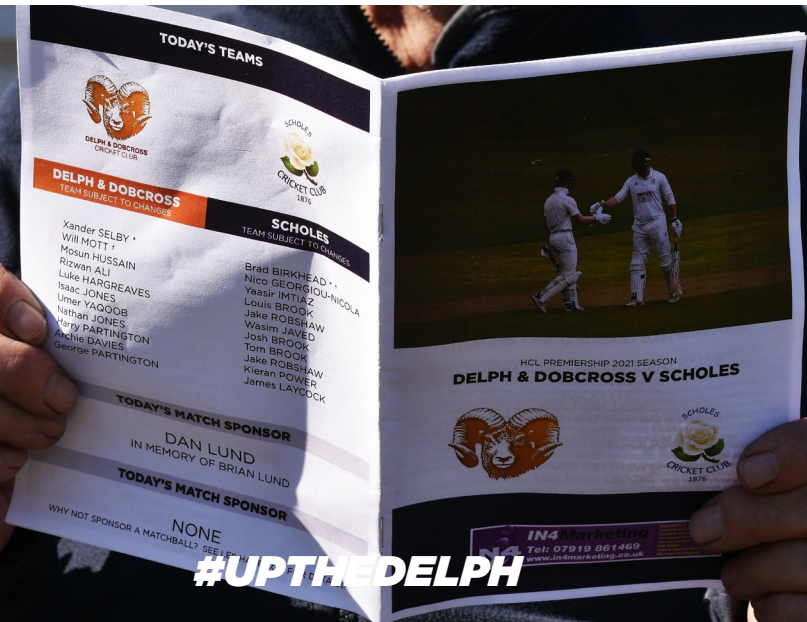 TODAY'S TEAMS
DELPH & DOBCROSS
CRICKET CLUB
SCHOLES
CRICKET CLUB
1876
DELPH & DOBCROSS
TEAM SUBJECT TO CHANGES
SCHOLES
TEAM SUBJECT TO CHANGES
Xander SELBY *
Will MOTT †
Mosun HUSSAIN
Rizwan ALI
Luke HARGREAVES
Isaac JONES
Umer YAQOOB
Nathan JONES
Harry PARTINGTON
Archie DAVIES
George PARTINGTON
Brad BIRKHEAD * †
Nico GEORGIOU-NICOLA
Yaasir IMTIAZ
Louis BROOK
Jake ROBSHAW
Wasim JAVED
Josh BROOK
Tom BROOK
Jake ROBSHAW
Kieran POWER
James LAYCOCK
TODAY'S MATCH SPONSOR
DAN LUND
IN MEMORY OF BRIAN LUND
TODAY'S MATCH SPONSOR
NONE
WHY NOT SPONSOR A MATCHBALL? SEE
HCL PREMIERSHIP 2021 SEASON
DELPH & DOBCROSS V SCHOLES
SCHOLES
CRICKET CLUB
1876
N4
IN4Marketing
Tel: 07919 861469
www.in4marketing.co.uk
#UPTHEDELPH